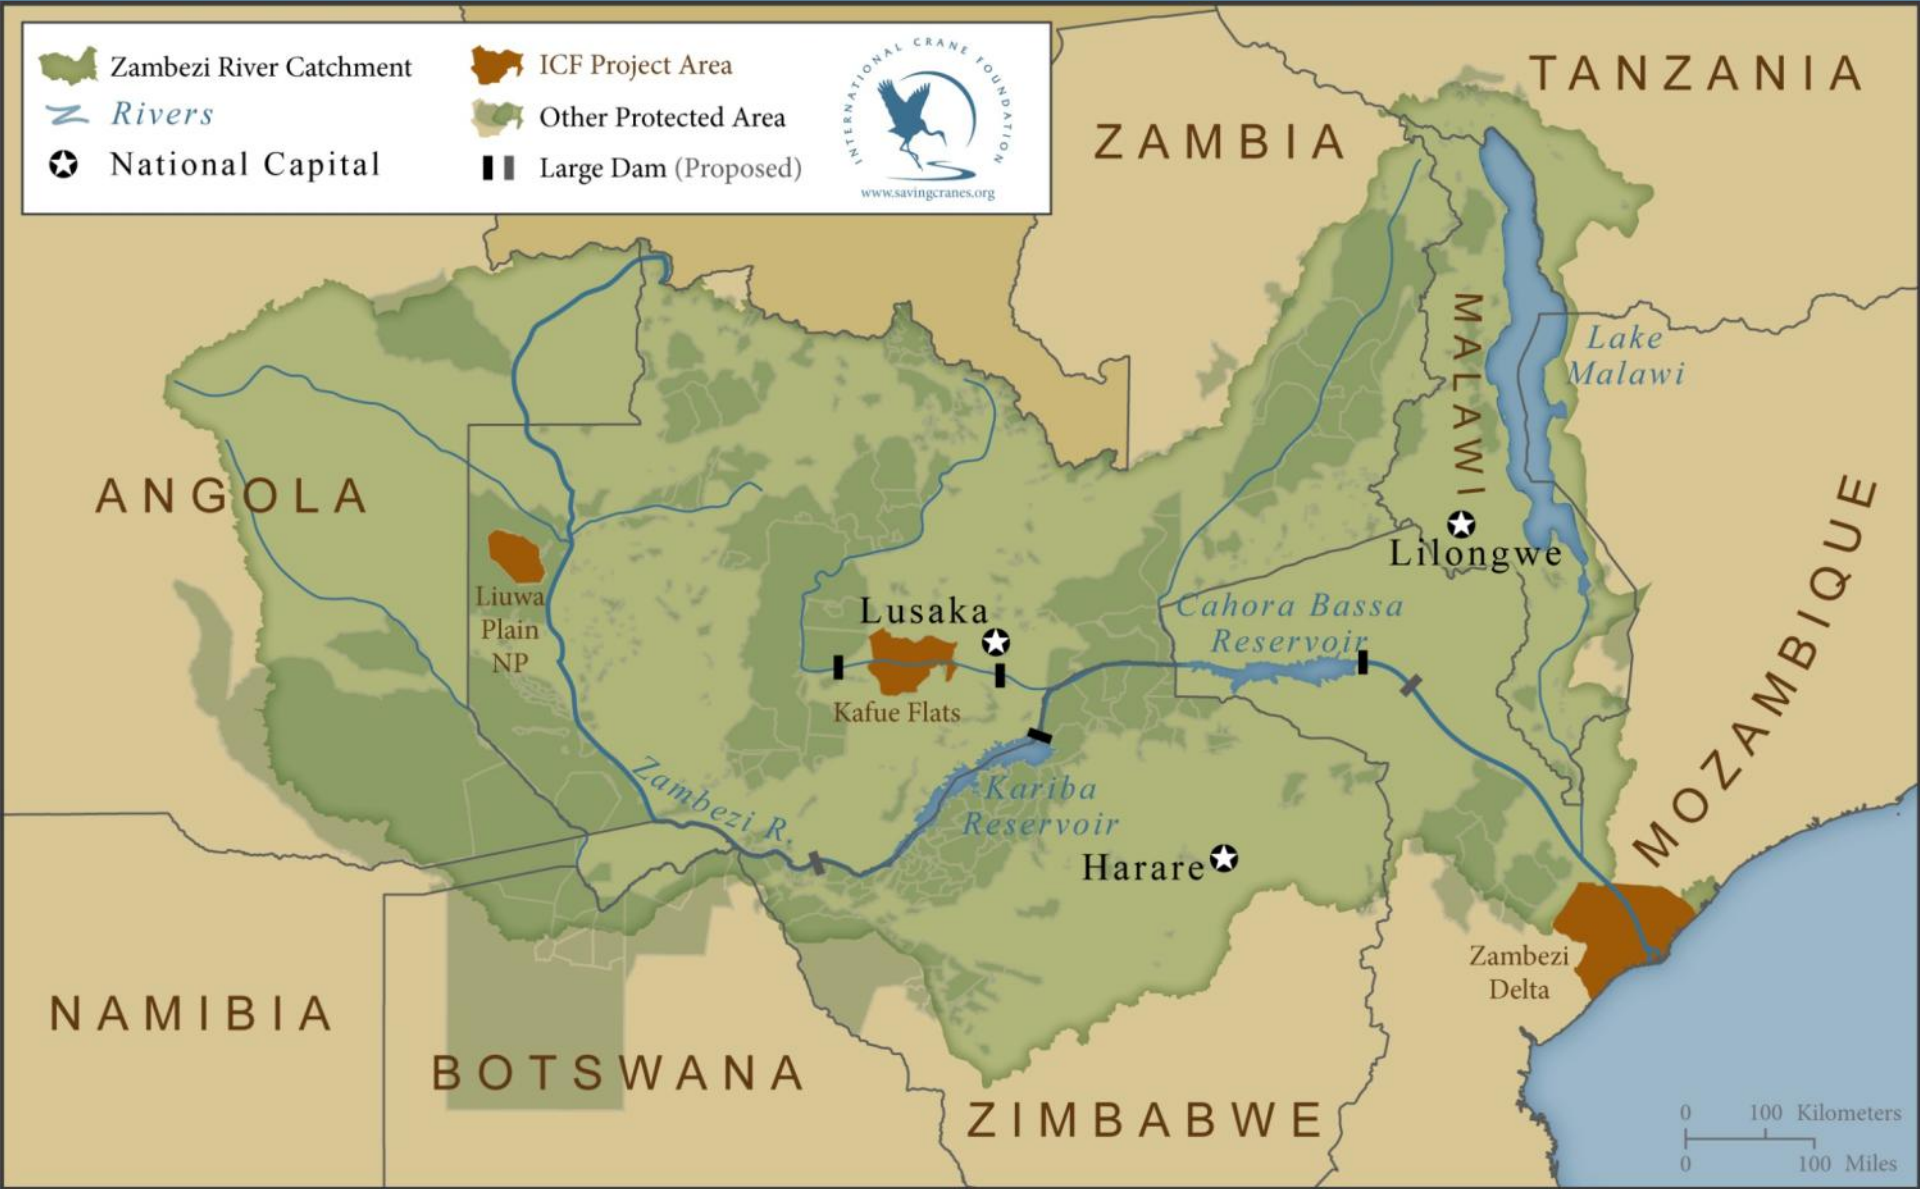 Zambezi River Catchment
Rivers
National Capital
ICF Project Area
Other Protected Area
Large Dam (Proposed)
INTERNATIONAL CRANE FOUNDATION
www.savingcranes.org
TANZANIA
ZAMBIA
MALAWI
Lake
Malawi
ANGOLA
Lilongwe
MOZAMBIQUE
Liuwa
Plain
NP
Lusaka
Cahora Bassa
Reservoir
Kafue Flats
Zambezi R.
Kariba
Reservoir
Harare
Zambezi
Delta
NAMIBIA
BOTSWANA
ZIMBABWE
0 100 Kilometers
0 100 Miles